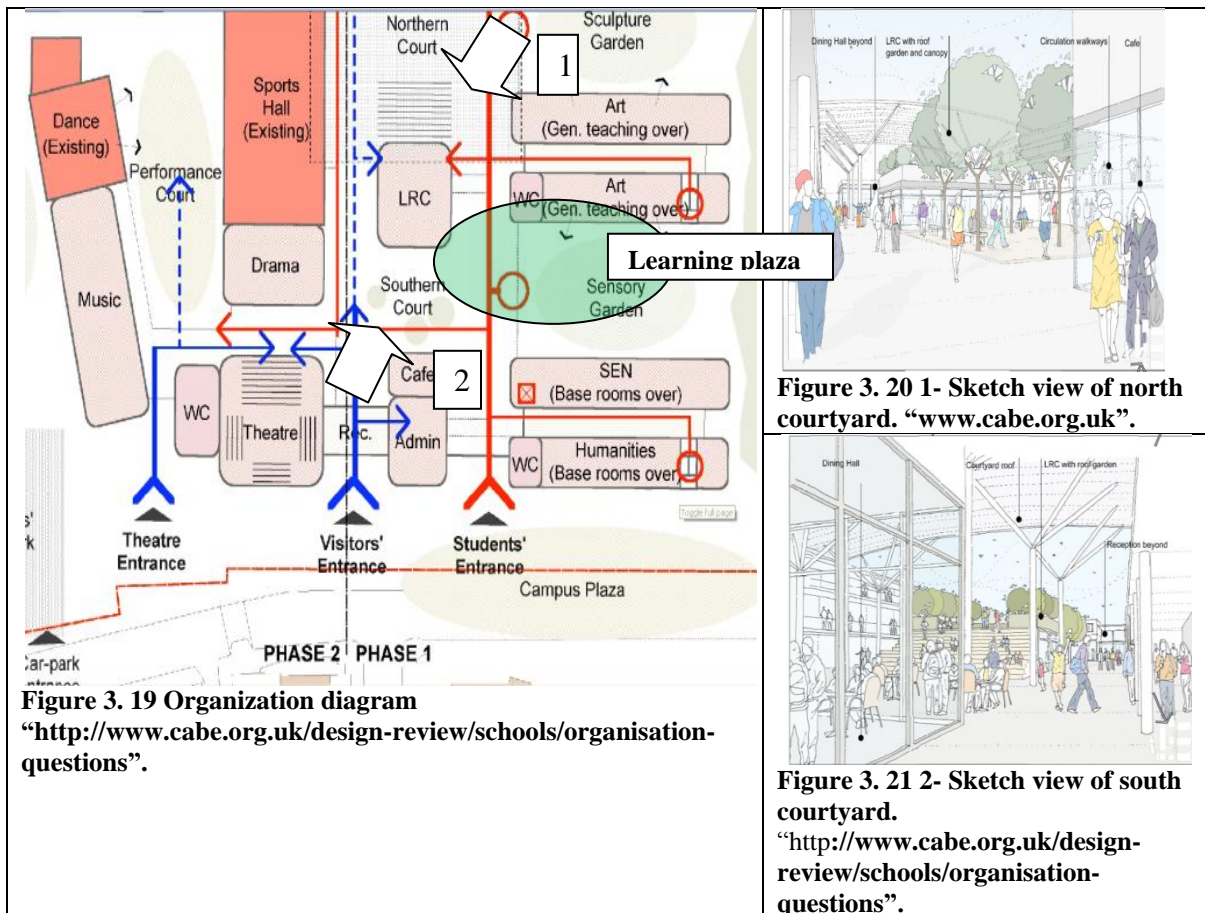 Northern
Court
1
Sculpture
Garden
Sports
Hall
(Existing)
Dance
(Existing)
Performance
Court
Art
(Gen. teaching over)
LRC
WC
Art
(Gen. teaching over)
Learning plaza
Drama
Music
Southern
Court
Sensory
Garden
2
Cafe
SEN
(Base rooms over)
WC
Theatre
Rec.
Admin
WC
Humanities
(Base rooms over)
Toggle full page
Theatre
Entrance
Visitors'
Entrance
Students'
Entrance
Campus Plaza
Car-park
PHASE 2 PHASE 1
Figure 3. 19 Organization diagram
“http://www.cabe.org.uk/design-review/schools/organisation-
questions”.
Dining Hall beyond
LRC with roof
garden and canopy
Circulation walkways
Cafe
Figure 3. 20 1- Sketch view of north
courtyard. “www.cabe.org.uk”.
Dining Hall
Courtyard roof
LRC with roof garden
Reception beyond
Figure 3. 21 2- Sketch view of south
courtyard.
“http://www.cabe.org.uk/design-
review/schools/organisation-
questions”.